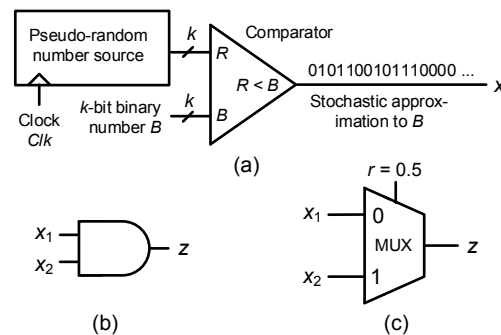 Pseudo-random
number source
Clock
Clk
k
k
k-bit binary
number B
Comparator
R
R < B
B
0101100101110000 ...
x
Stochastic approx-
imation to B
(a)
x1
x2
z
(b)
r = 0.5
x1
0
MUX
z
x2
1
(c)